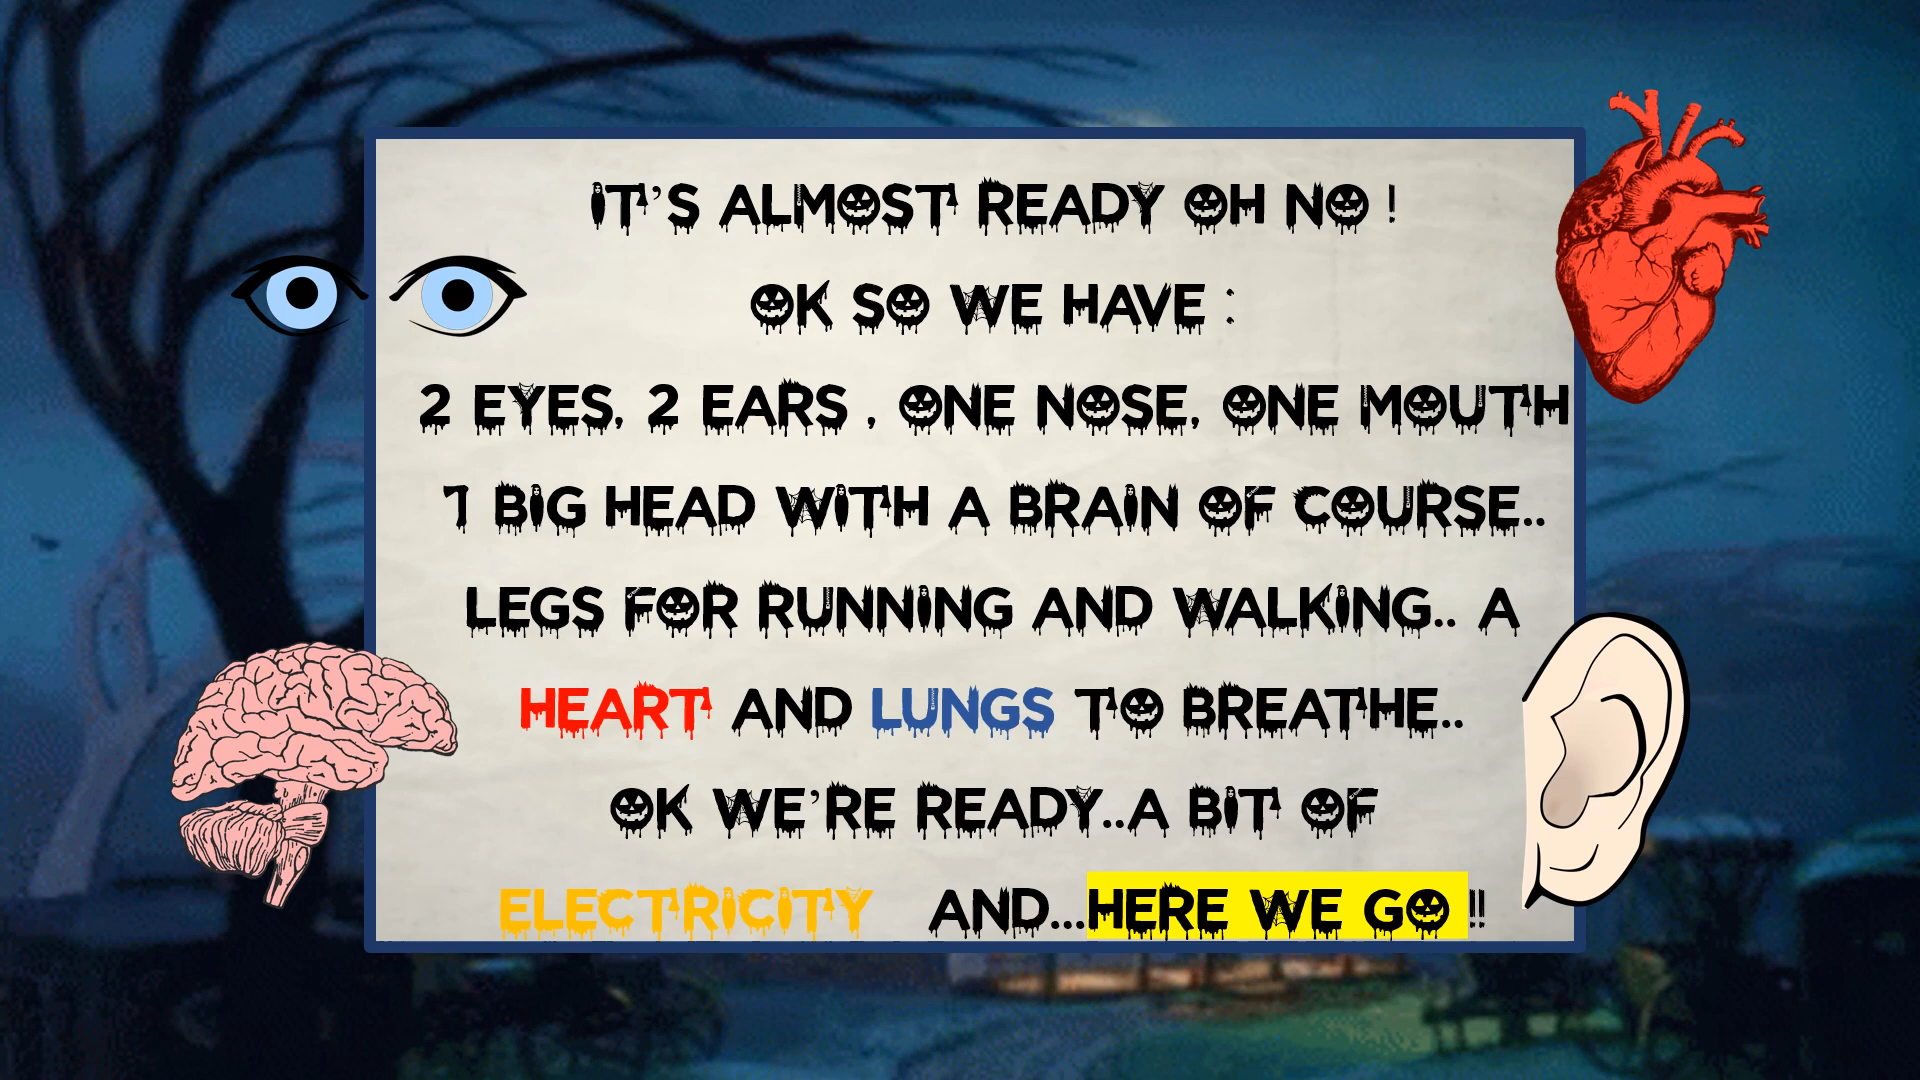 IT'S ALMOST READY OH NO !
OK SO WE HAVE :
2 EYES, 2 EARS , ONE NOSE, ONE MOUTH
1 BIG HEAD WITH A BRAIN OF COURSE..
LEGS FOR RUNNING AND WALKING.. A
HEART AND LUNGS TO BREATHE..
OK WE'RE READY..A BIT OF
ELECTRICITY AND...HERE WE GO !!